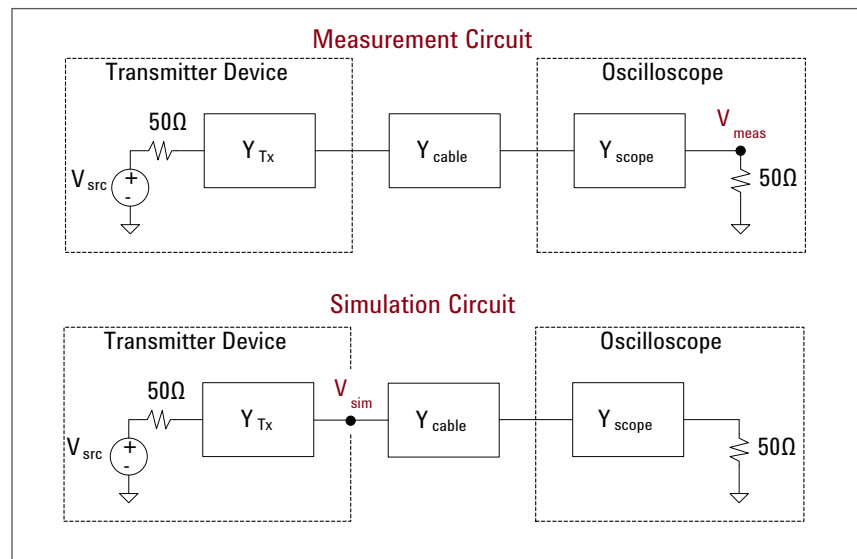 Measurement Circuit
Transmitter Device
Oscilloscope
50Ω
Y Tx
Y cable
Y scope
V meas
V src
+
-
50Ω
Simulation Circuit
Transmitter Device
Oscilloscope
50Ω
Y Tx
V sim
Y cable
Y scope
V src
+
-
50Ω